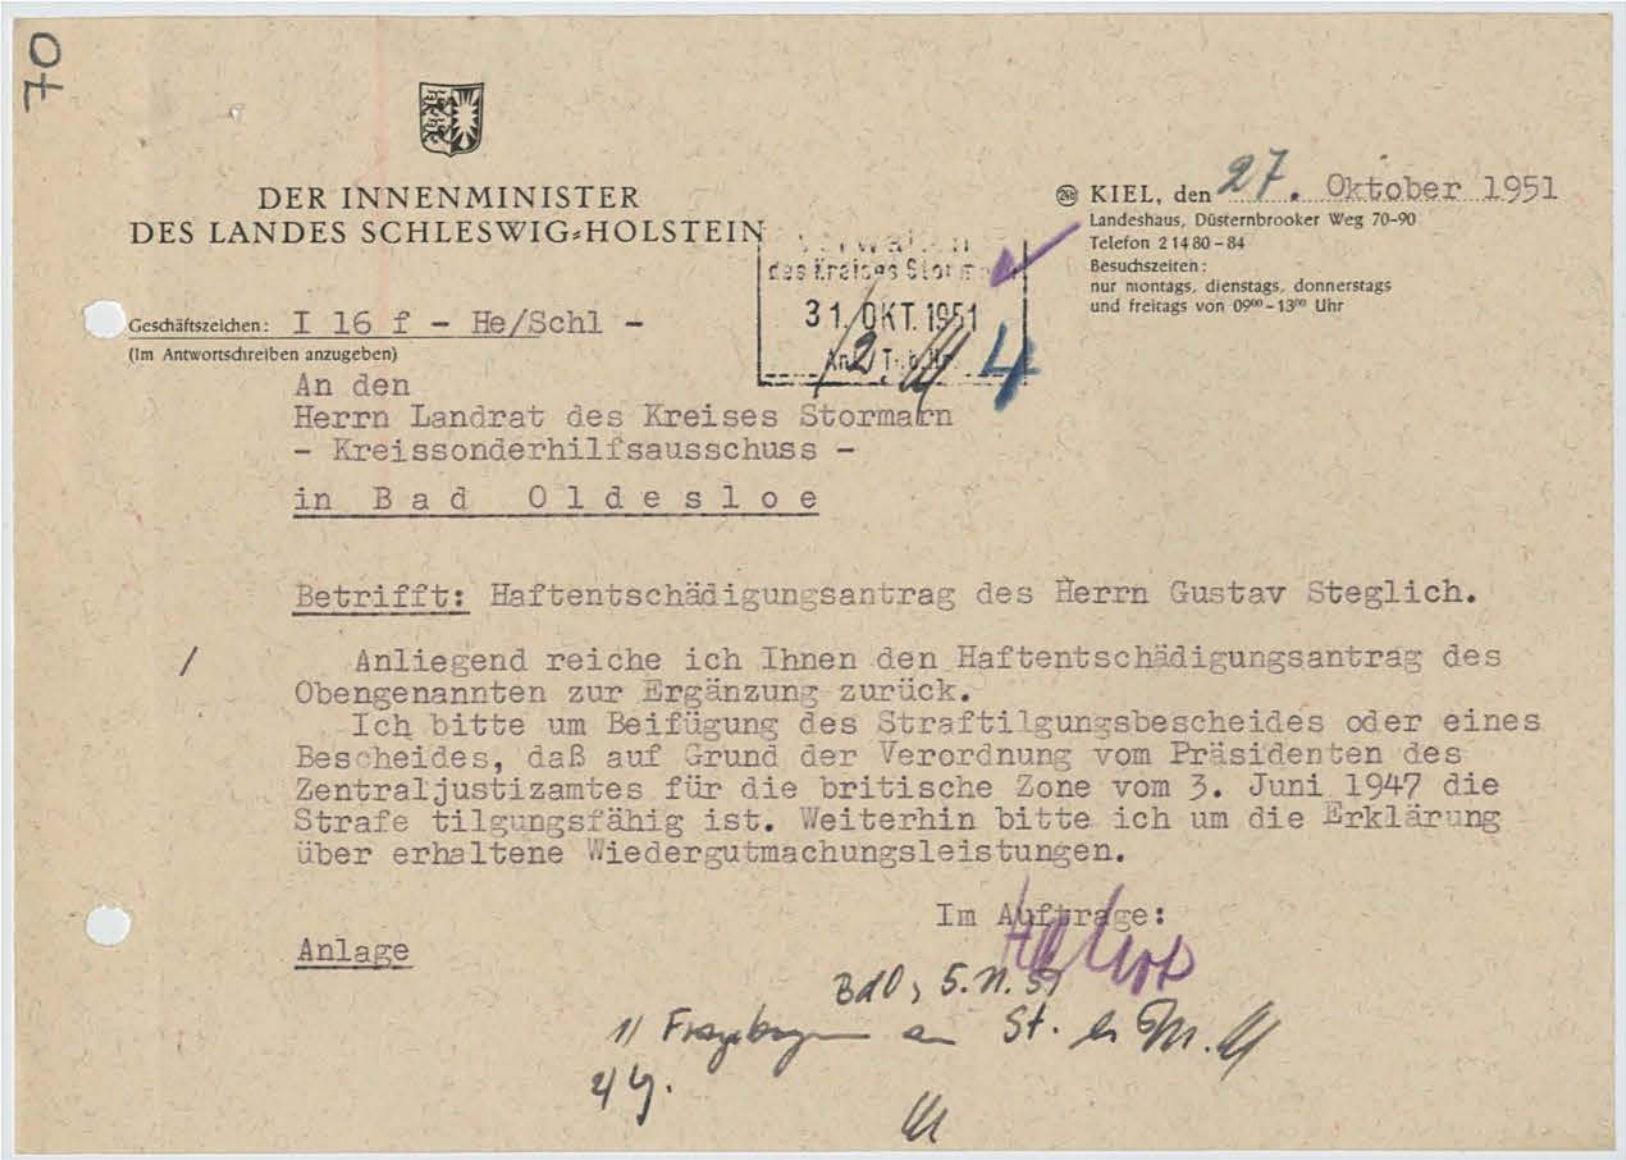 70
DER INNENMINISTER
DES LANDES SCHLESWIG-HOLSTEIN
24b KIEL, den 27. Oktober 1951
Landeshaus, Düsternbrooker Weg 70-90
Telefon 21480-84
Besuchszeiten:
nur montags, dienstags, donnerstags
und freitags von 09⁰⁰-13⁰⁰ Uhr
des Kreises
31. OKT. 1951
4
Geschäftszeichen: I 16 f - He/Schl -
(Im Antwortschreiben anzugeben)
An den
Herrn Landrat des Kreises Stormarn
- Kreissonderhilfsausschuss -
in Bad Oldesloe
Betrifft: Haftentschädigungsantrag des Herrn Gustav Steglich.
/ Anliegend reiche ich Ihnen den Haftentschädigungsantrag des
Obengenannten zur Ergänzung zurück.
Ich bitte um Beifügung des Straftilgungsbescheides oder eines
Bescheides, daß auf Grund der Verordnung vom Präsidenten des
Zentraljustizamtes für die britische Zone vom 3. Juni 1947 die
Strafe tilgungsfähig ist. Weiterhin bitte ich um die Erklärung
über erhaltene Wiedergutmachungsleistungen.
Im Auftrage:
Anlage
BdO, 5.11.51
1/ Fragebogen an St.
2/